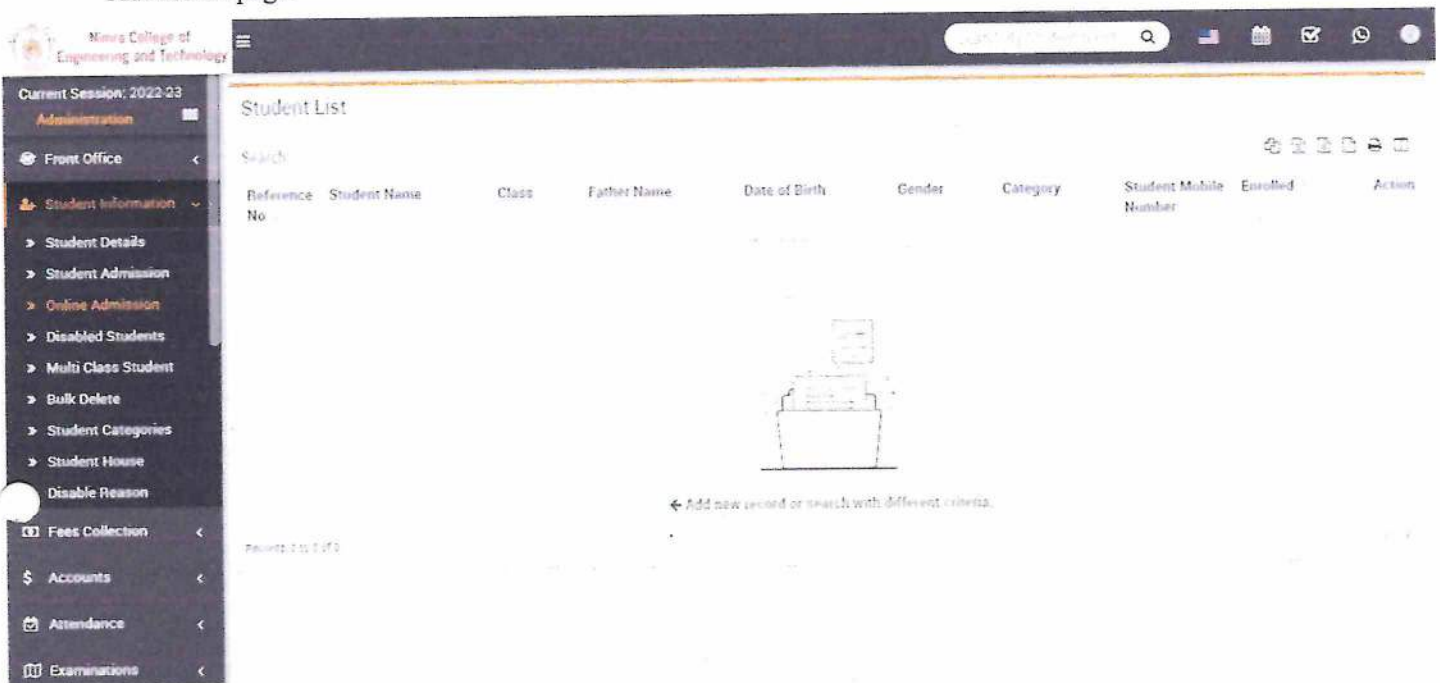 Nimra College of
Engineering and Technology
Current Session: 2022-23
Administration
Front Office
Student Information
Student Details
Student Admission
Online Admission
Disabled Students
Multi Class Student
Bulk Delete
Student Categories
Student House
Disable Reason
Fees Collection
Accounts
Attendance
Examinations
Student List
Search
Reference No Student Name Class Father Name Date of Birth Gender Category Student Mobile Number Enrolled Action
Add new record or search with different criteria.